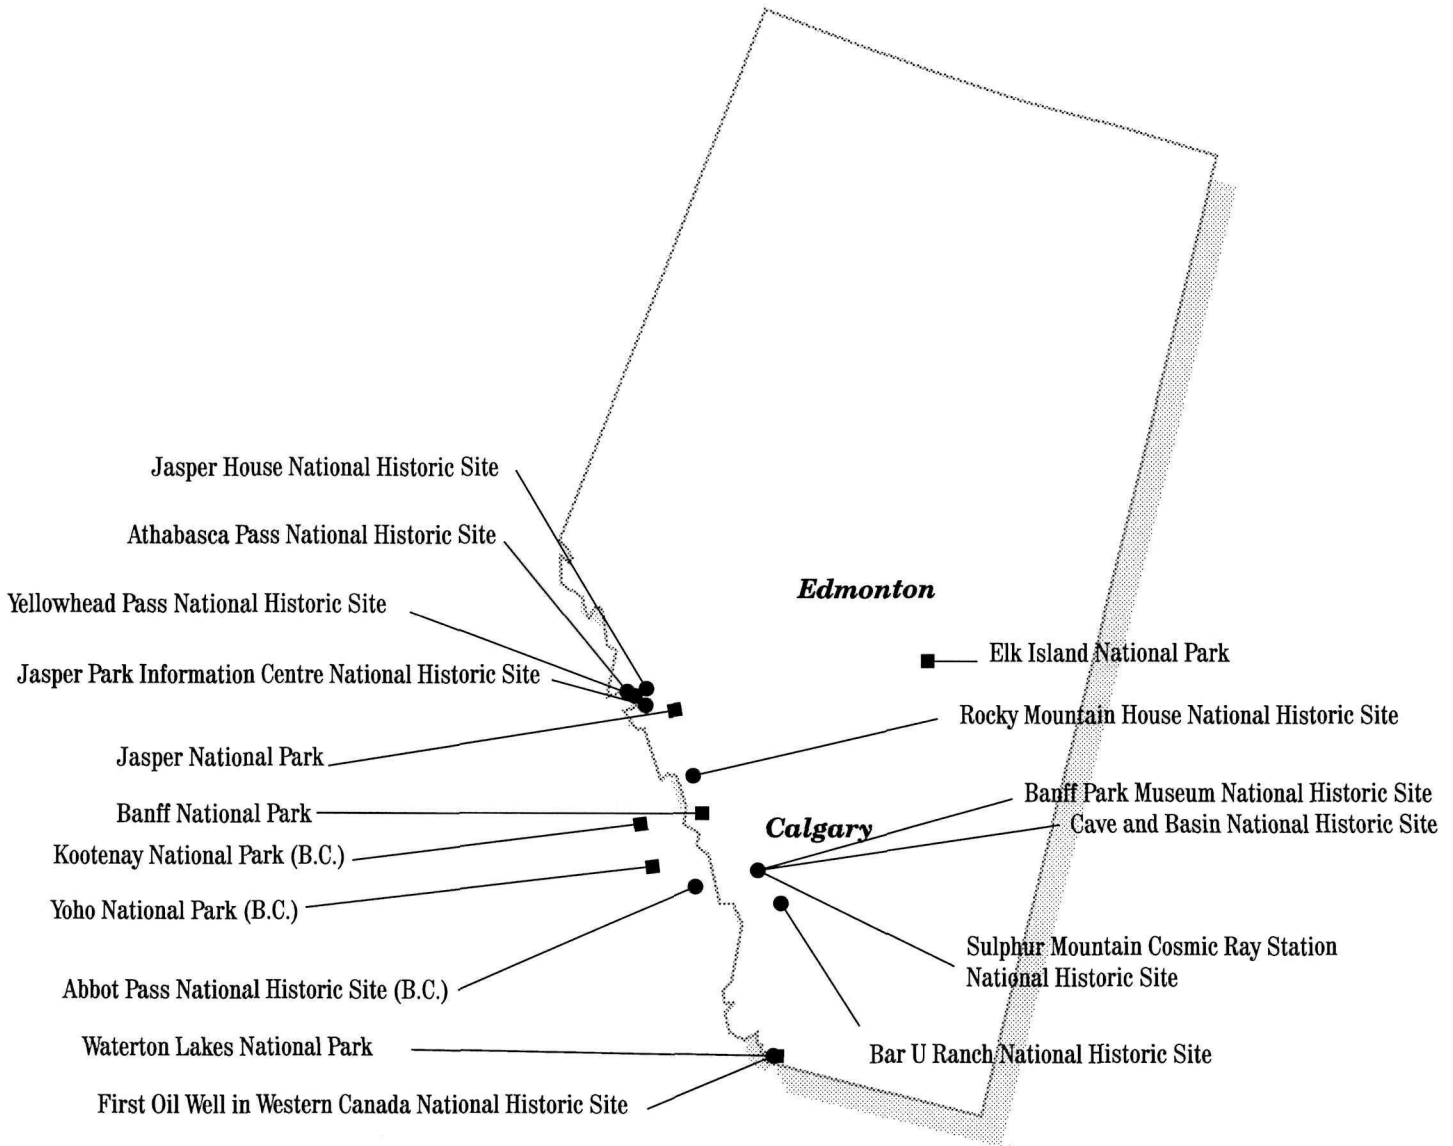 Jasper House National Historic Site
Athabasca Pass National Historic Site
Edmonton
Yellowhead Pass National Historic Site
Elk Island National Park
Jasper Park Information Centre National Historic Site
Rocky Mountain House National Historic Site
Jasper National Park
Banff Park Museum National Historic Site
Banff National Park
Calgary
Cave and Basin National Historic Site
Kootenay National Park (B.C.)
Yoho National Park (B.C.)
Sulphur Mountain Cosmic Ray Station
National Historic Site
Abbot Pass National Historic Site (B.C.)
Waterton Lakes National Park
Bar U Ranch National Historic Site
First Oil Well in Western Canada National Historic Site